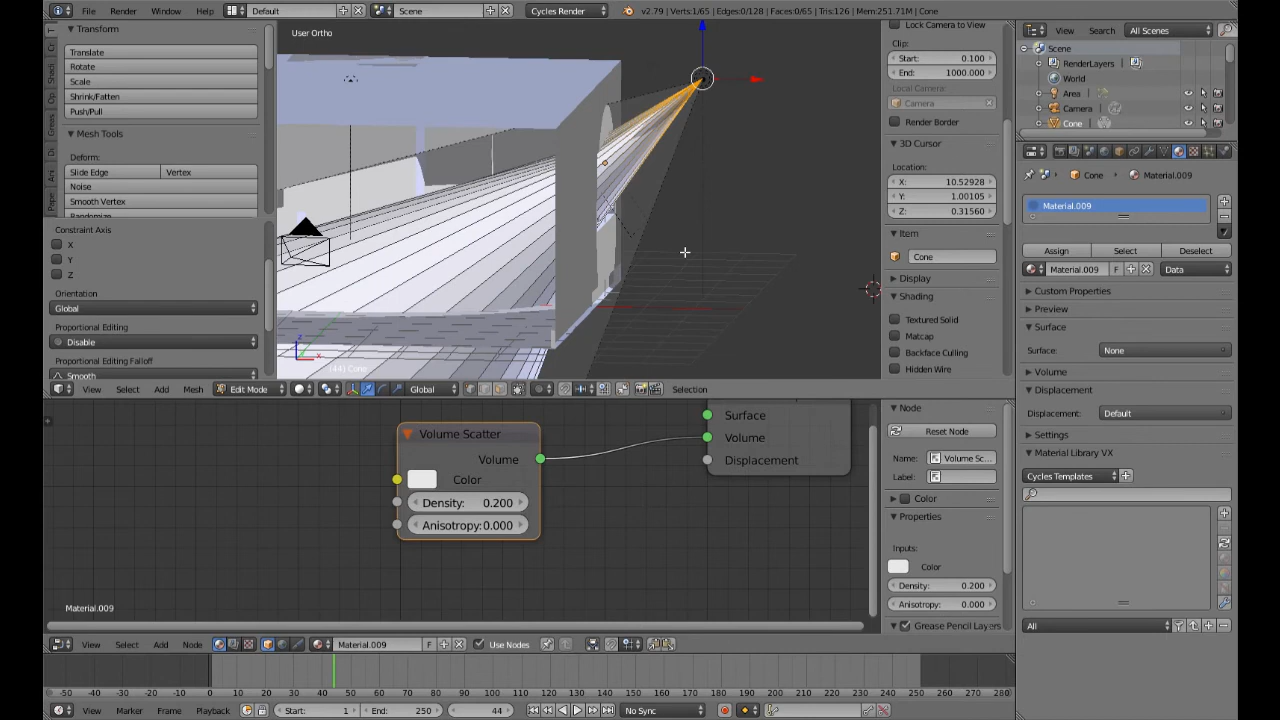 File Render Window Help Default Scene Cycles Render v2.79 | Verts:1/65 | Edges:0/128 | Faces:0/65 | Tris:126 | Mem:251.71M | Cone
Transform
Translate
Rotate
Scale
Shrink/Fatten
Push/Pull
Mesh Tools
Deform:
Slide Edge Vertex
Noise
Smooth Vertex
Randomize
Constraint Axis
X
Y
Z
Orientation
Global
Proportional Editing
Disable
Proportional Editing Falloff
Smooth
User Ortho
(44) Cone
View Select Add Mesh Edit Mode Global Selection
Lock Camera to View
Clip:
Start: 0.100
End: 1000.000
Local Camera:
Camera
Render Border
3D Cursor
Location:
X: 10.52928
Y: 1.00105
Z: 0.31560
Item
Cone
Display
Shading
Textured Solid
Matcap
Backface Culling
Hidden Wire
View Search All Scenes
Scene
RenderLayers
World
Area
Camera
Cone
Cone Material.009
Material.009
Assign Select Deselect
Material.009 F Data
Custom Properties
Preview
Surface
Surface: None
Volume
Displacement
Displacement: Default
Settings
Material Library VX
Cycles Templates
All
Volume Scatter
Volume
Color
Density: 0.200
Anisotropy: 0.000
Surface
Volume
Displacement
Material.009
Node
Reset Node
Name: Volume Sc...
Label:
Color
Properties
Inputs:
Color
Density: 0.200
Anisotropy: 0.000
Grease Pencil Layers
View Select Add Node Material.009 F Use Nodes
-50 -40 -30 -20 -10 0 10 20 30 40 50 60 70 80 90 100 110 120 130 140 150 160 170 180 190 200 210 220 230 240 250 260 270 280
View Marker Frame Playback Start: 1 End: 250 44 No Sync